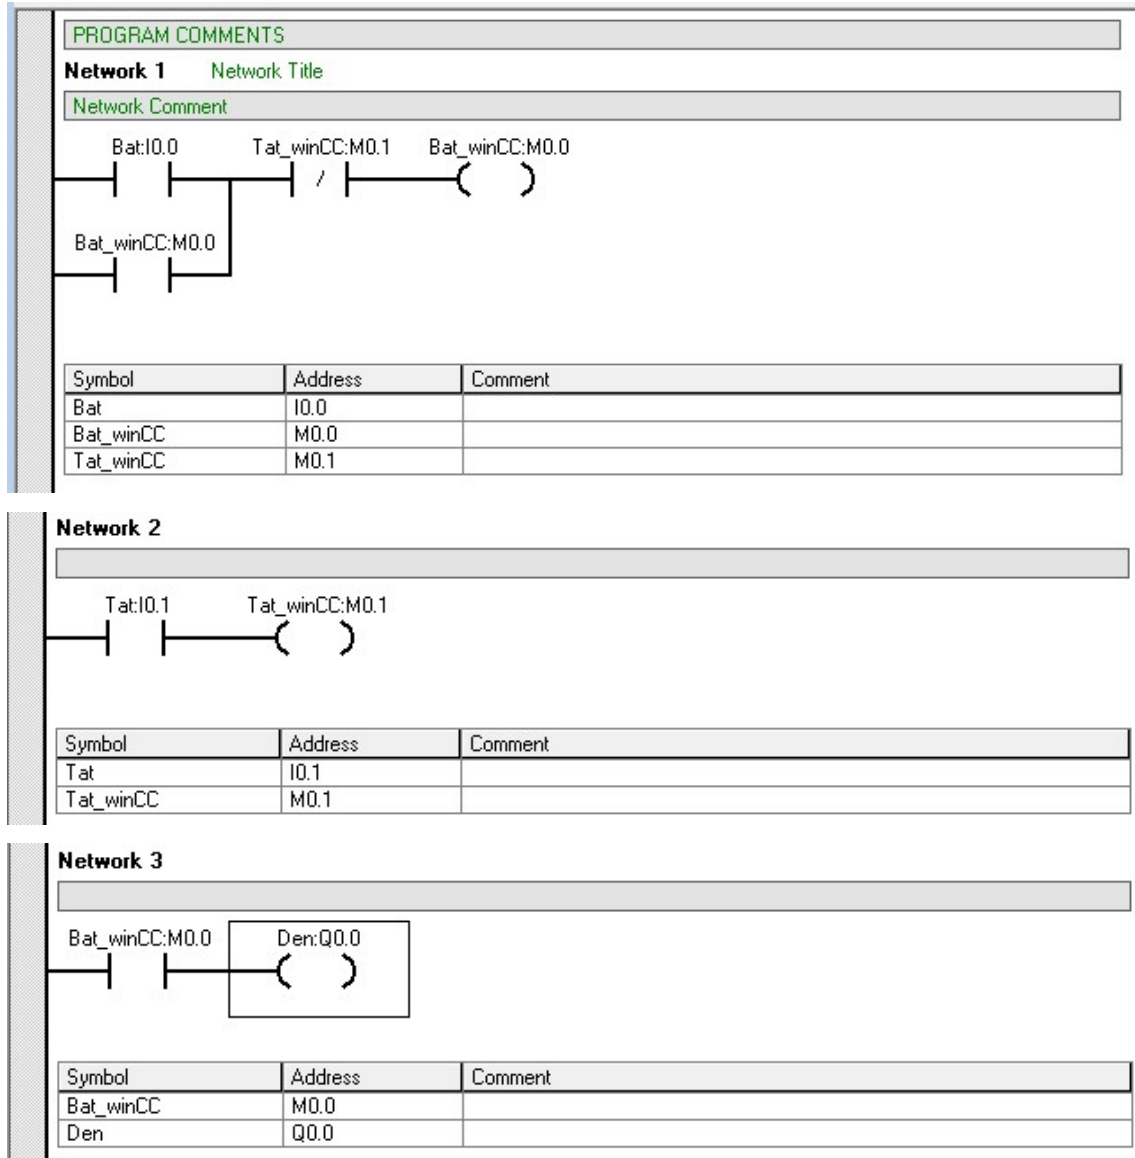 PROGRAM COMMENTS
Network 1 Network Title
Network Comment
Bat:I0.0 Tat_winCC:M0.1 Bat_winCC:M0.0
/
Bat_winCC:M0.0
Symbol Address Comment
Bat I0.0
Bat_winCC M0.0
Tat_winCC M0.1
Network 2
Tat:I0.1 Tat_winCC:M0.1
Symbol Address Comment
Tat I0.1
Tat_winCC M0.1
Network 3
Bat_winCC:M0.0 Den:Q0.0
Symbol Address Comment
Bat_winCC M0.0
Den Q0.0